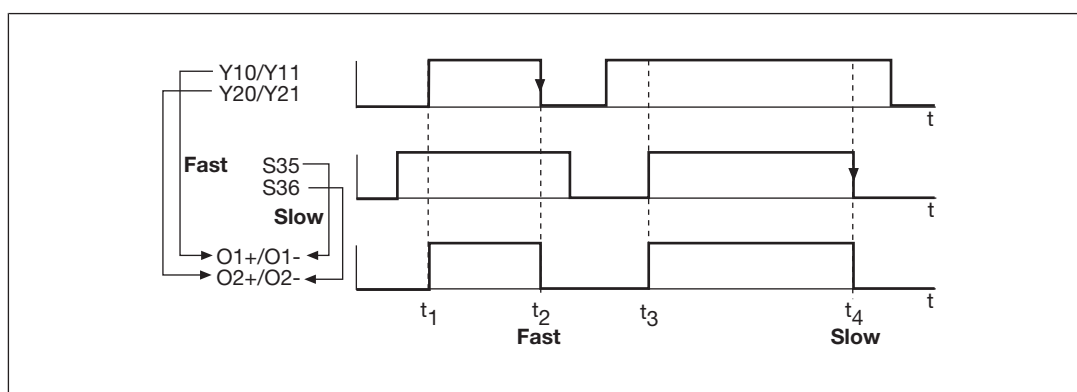 Y10/Y11
Y20/Y21
t
Fast
S35
S36
Slow
t
O1+/O1-
O2+/O2-
t
t1
t2
t3
t4
Fast
Slow